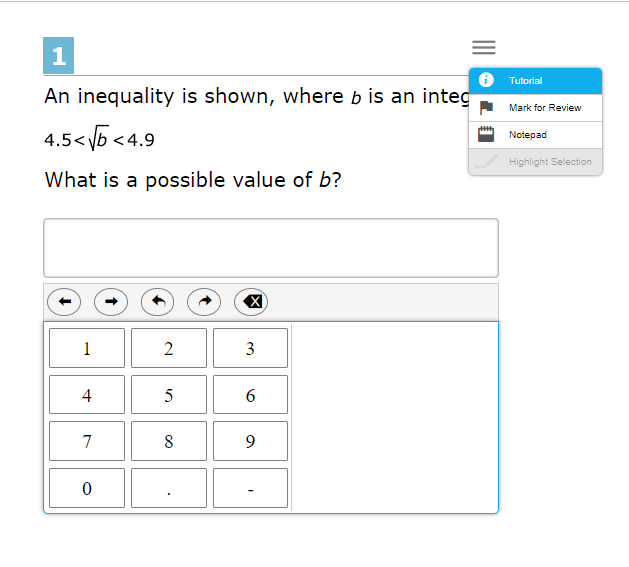 1
Tutorial
An inequality is shown, where b is an integ
Mark for Review
4.5<√b <4.9
Notepad
Highlight Selection
What is a possible value of b?
X
1 2 3
4 5 6
7 8 9
0 . -